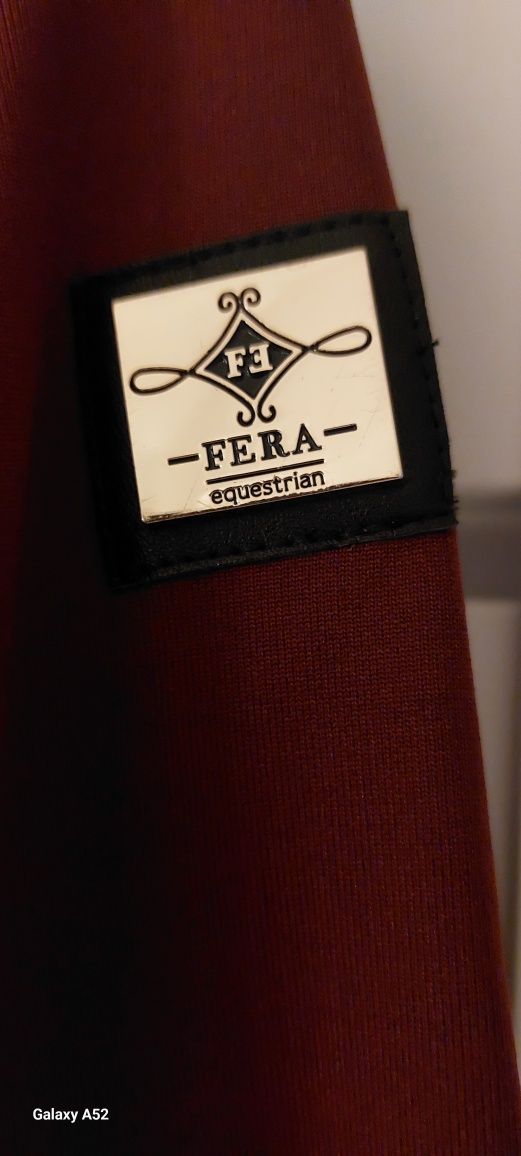 FE
—FERA—
equestrian
Galaxy A52